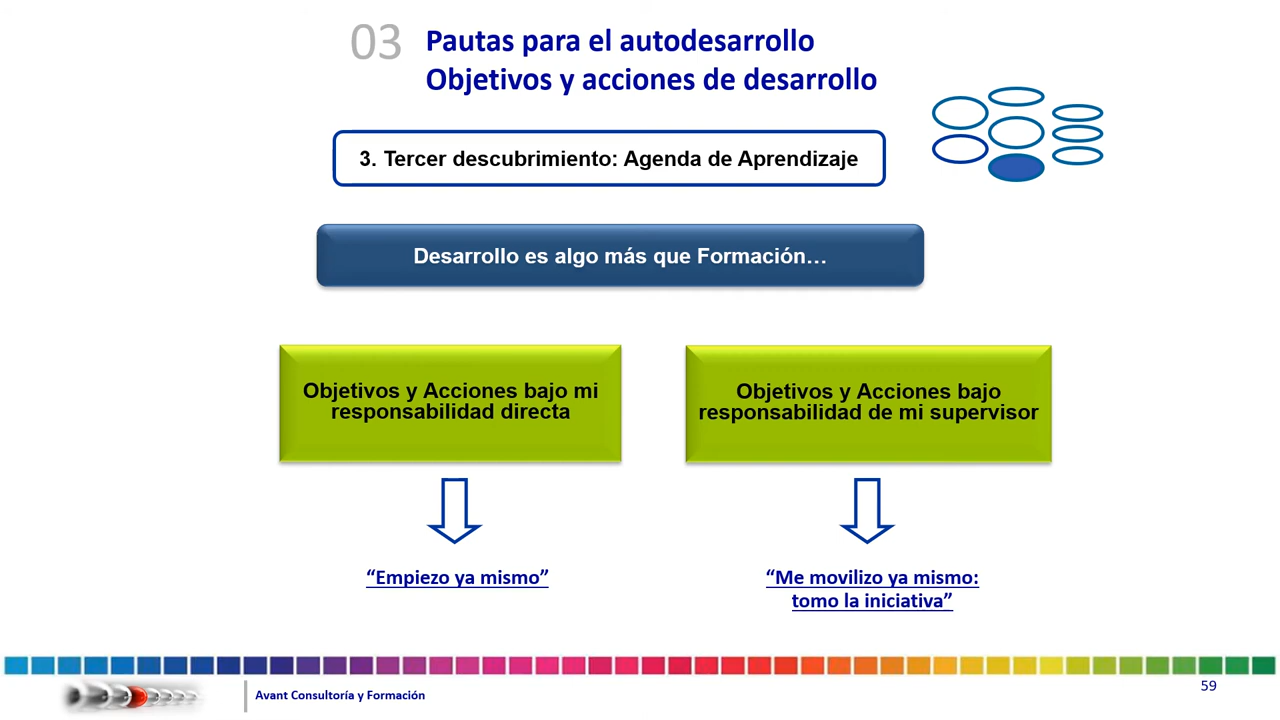 03
Pautas para el autodesarrollo
Objetivos y acciones de desarrollo
3. Tercer descubrimiento: Agenda de Aprendizaje
Desarrollo es algo más que Formación…
Objetivos y Acciones bajo mi
responsabilidad directa
Objetivos y Acciones bajo
responsabilidad de mi supervisor
“Empiezo ya mismo”
“Me movilizo ya mismo:
tomo la iniciativa”
Avant Consultoría y Formación
59